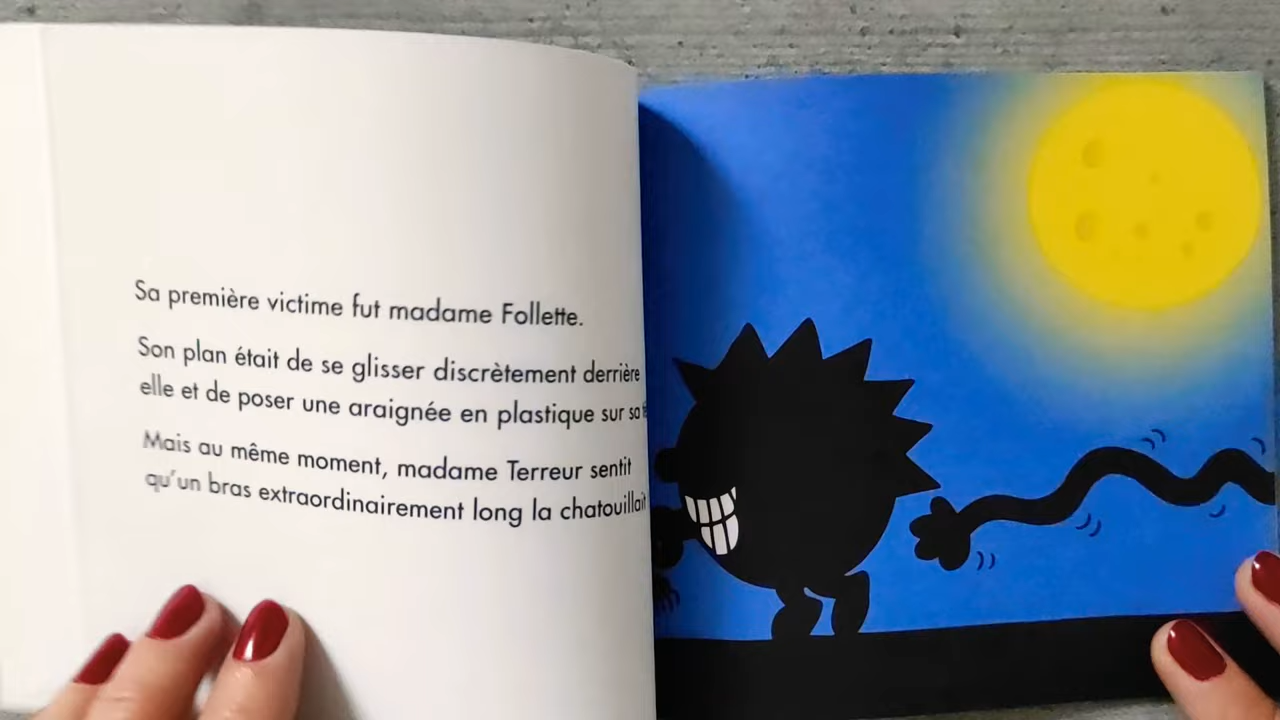 Sa première victime fut madame Follette.
Son plan était de se glisser discrètement derrière
elle et de poser une araignée en plastique sur sa
Mais au même moment, madame Terreur sentit
qu'un bras extraordinairement long la chatouillait